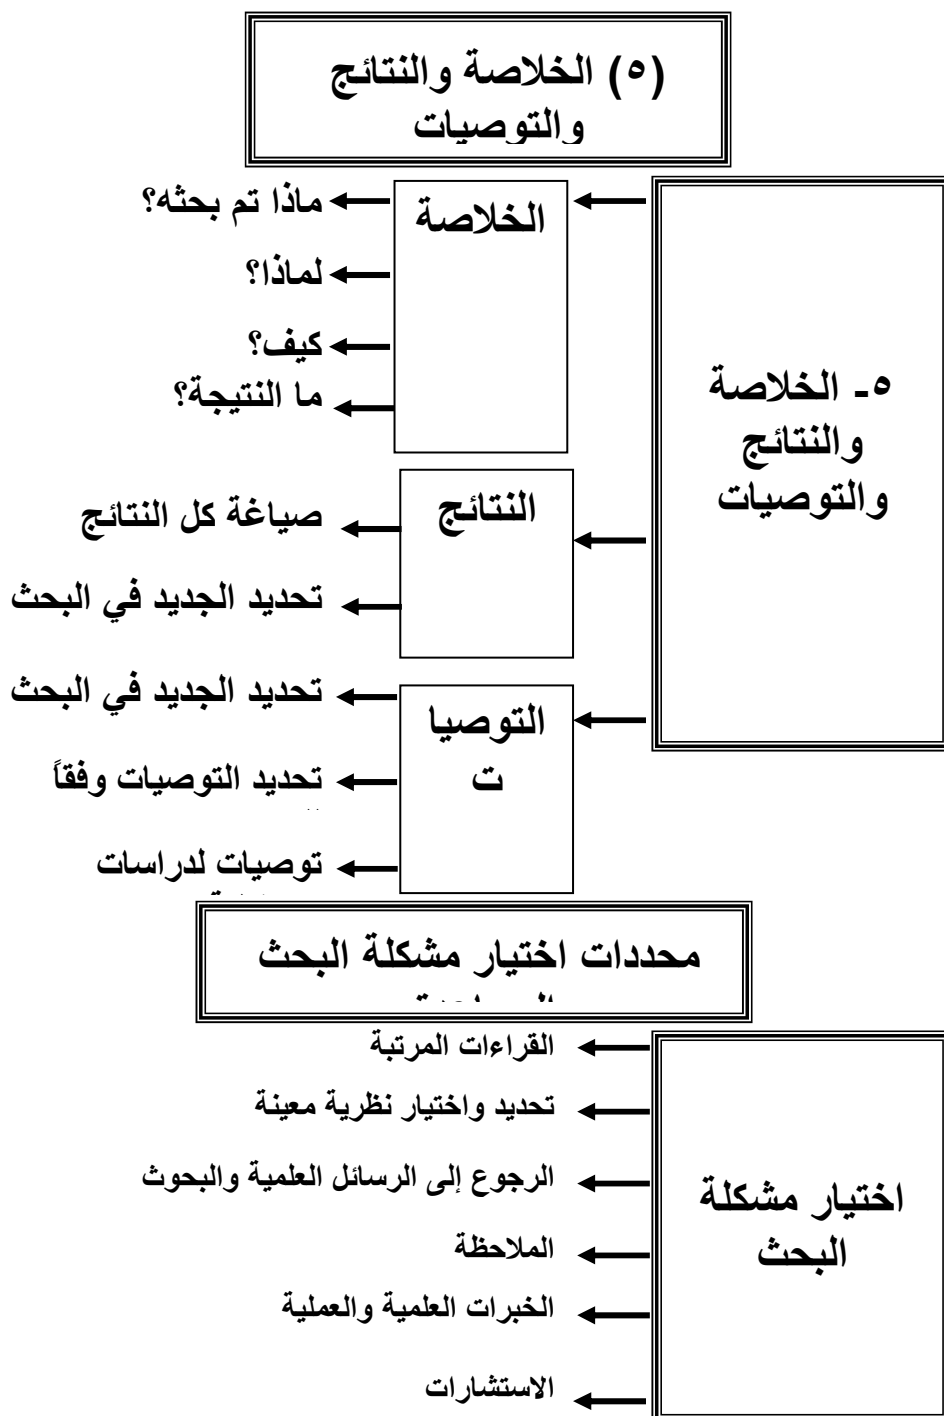 (٥) الخلاصة والنتائج
والتوصيات
٥- الخلاصة
والنتائج
والتوصيات
الخلاصة
ماذا تم بحثه؟
لماذا؟
كيف؟
ما النتيجة؟
النتائج
صياغة كل النتائج
تحديد الجديد في البحث
التوصيا
ت
تحديد الجديد في البحث
تحديد التوصيات وفقاً
توصيات لدراسات
محددات اختيار مشكلة البحث
اختيار مشكلة
البحث
القراءات المرتبة
تحديد واختيار نظرية معينة
الرجوع إلى الرسائل العلمية والبحوث
الملاحظة
الخبرات العلمية والعملية
الاستشارات